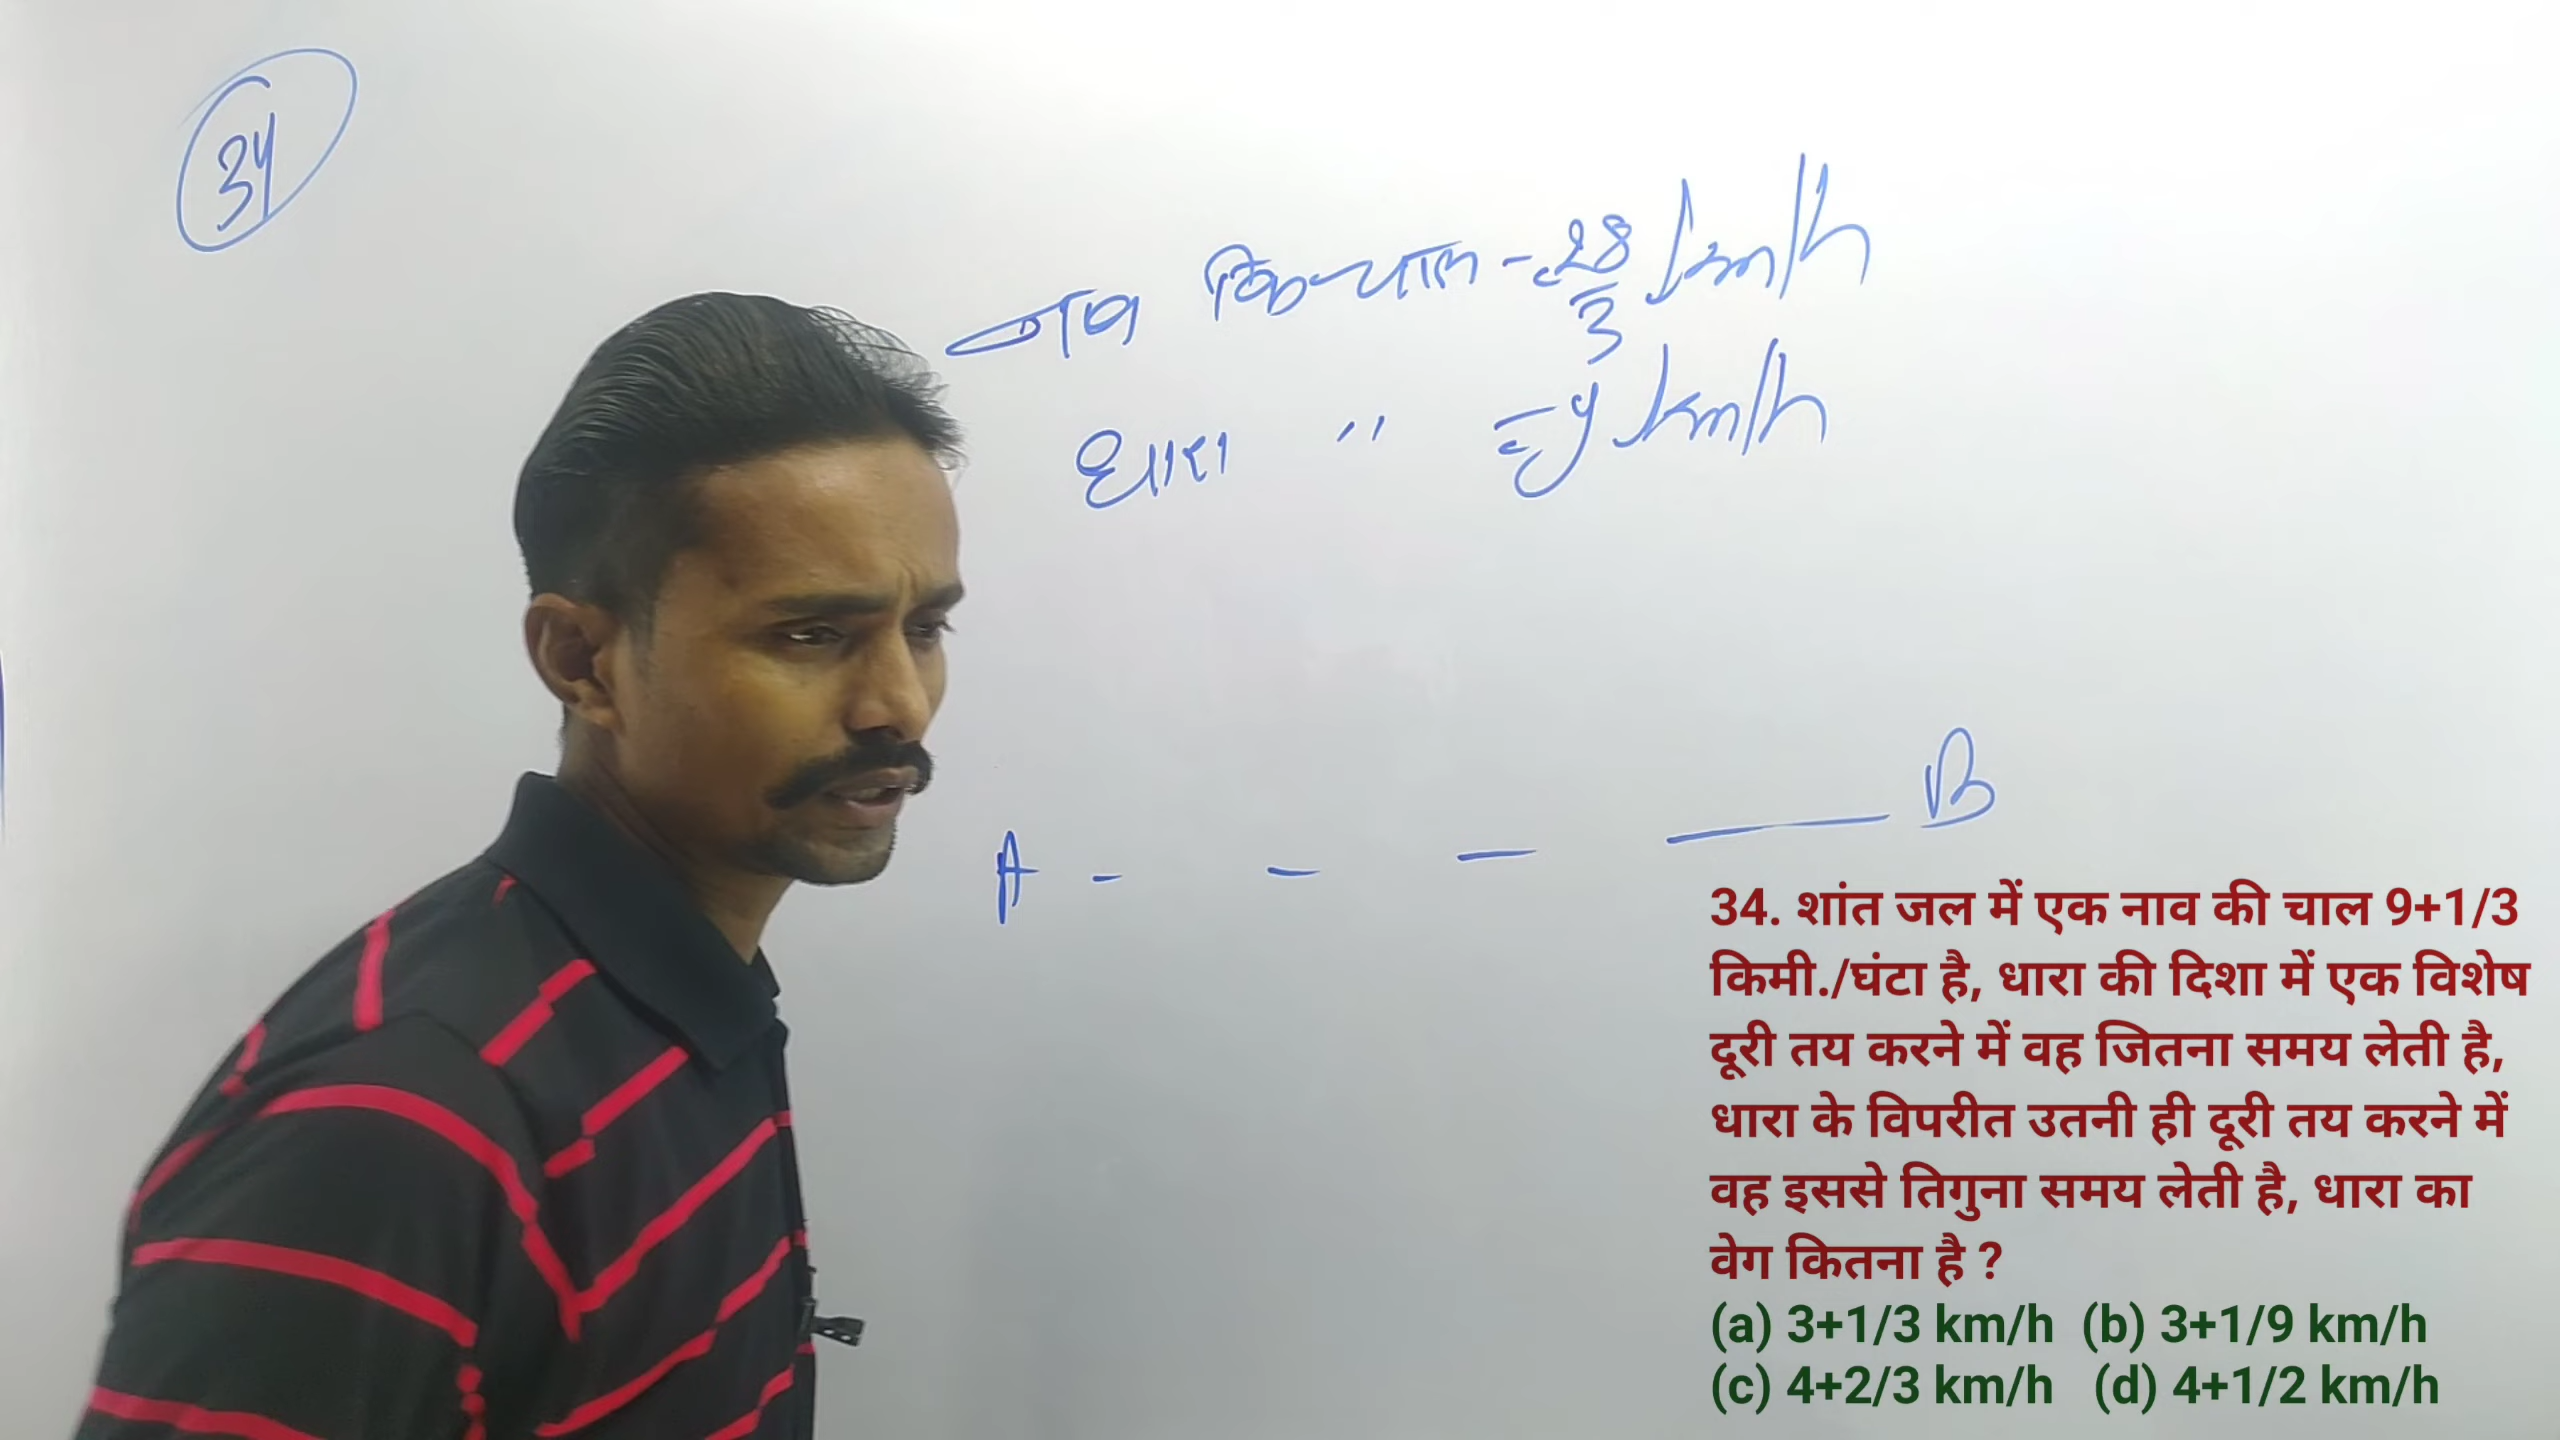 34
नाव कि चाल = 28/3 km/h
धारा " = y km/h
A - - — — B
34. शांत जल में एक नाव की चाल 9+1/3
किमी./घंटा है, धारा की दिशा में एक विशेष
दूरी तय करने में वह जितना समय लेती है,
धारा के विपरीत उतनी ही दूरी तय करने में
वह इससे तिगुना समय लेती है, धारा का
वेग कितना है ?
(a) 3+1/3 km/h (b) 3+1/9 km/h
(c) 4+2/3 km/h (d) 4+1/2 km/h